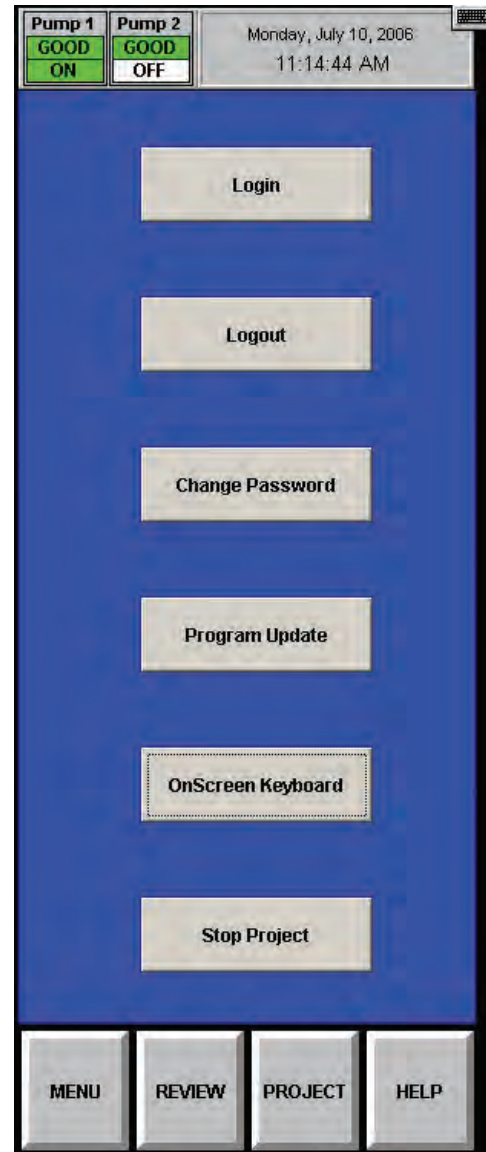 Pump 1
GOOD
ON
Pump 2
GOOD
OFF
Monday, July 10, 2006
11:14:44 AM
Login
Logout
Change Password
Program Update
OnScreen Keyboard
Stop Project
MENU
REVIEW
PROJECT
HELP